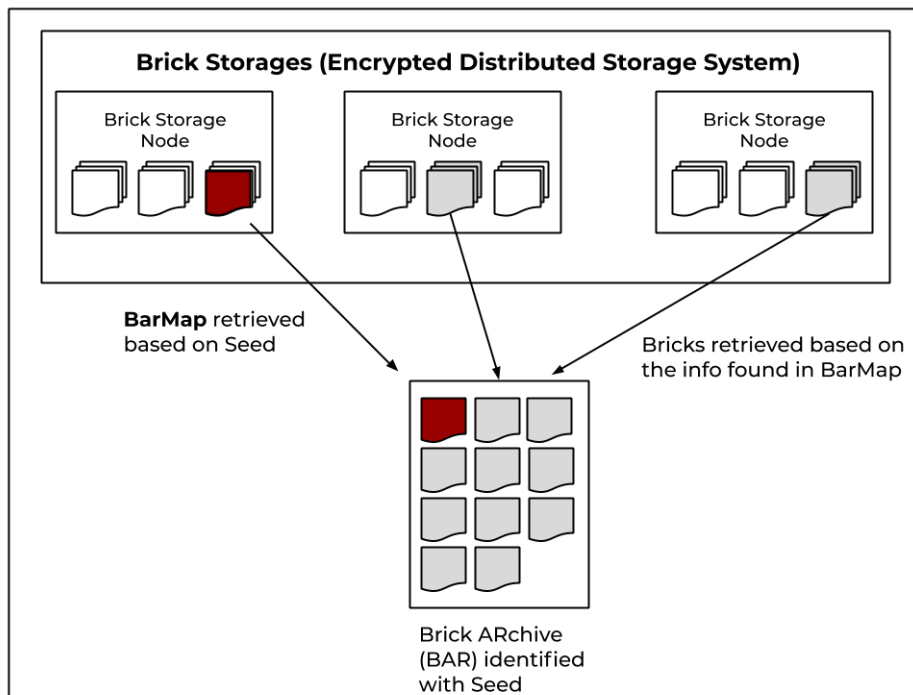 Brick Storages (Encrypted Distributed Storage System)
Brick Storage
Node
Brick Storage
Node
Brick Storage
Node
BarMap retrieved
based on Seed
Bricks retrieved based on
the info found in BarMap
Brick ARchive
(BAR) identified
with Seed